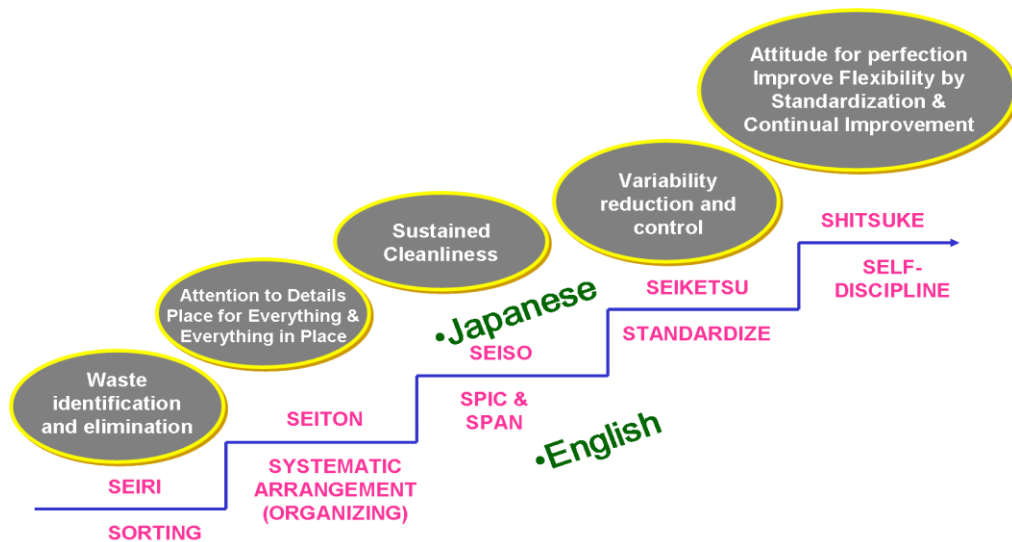 Attitude for perfection
Improve Flexibility by
Standardization &
Continual Improvement
Variability
reduction and
control
Sustained
Cleanliness
Attention to Details
Place for Everything &
Everything in Place
Waste
identification
and elimination
SHITSUKE
SELF-
DISCIPLINE
SEIKETSU
STANDARDIZE
•Japanese
SEISO
SPIC &
SPAN
•English
SEITON
SYSTEMATIC
ARRANGEMENT
(ORGANIZING)
SEIRI
SORTING